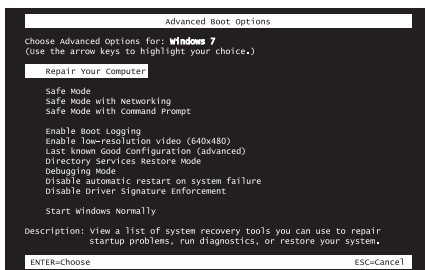 Advanced Boot Options
Choose Advanced Options for: Windows 7
(Use the arrow keys to highlight your choice.)
Repair Your Computer
Safe Mode
Safe Mode with Networking
Safe Mode with Command Prompt
Enable Boot Logging
Enable low-resolution video (640x480)
Last known Good Configuration (advanced)
Directory Services Restore Mode
Debugging Mode
Disable automatic restart on system failure
Disable Driver Signature Enforcement
Start Windows Normally
Description: View a list of system recovery tools you can use to repair
startup problems, run diagnostics, or restore your system.
ENTER=Choose ESC=Cancel